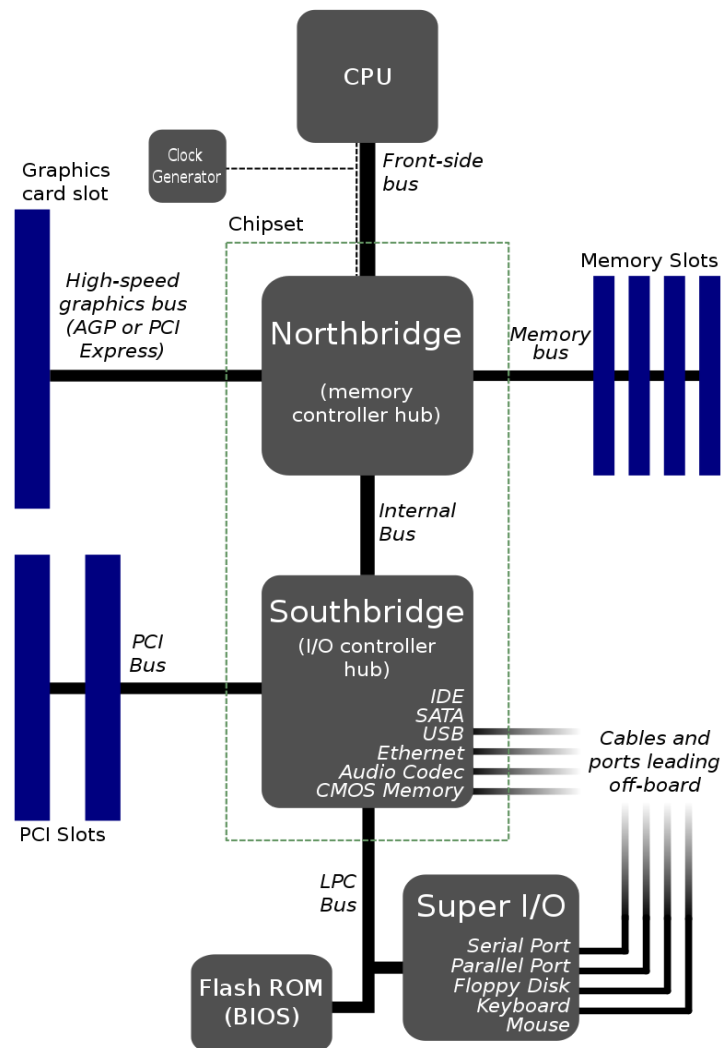 CPU
Clock
Generator
Front-side
bus
Graphics
card slot
Chipset
High-speed
graphics bus
(AGP or PCI
Express)
Northbridge
(memory
controller hub)
Memory
bus
Memory Slots
Internal
Bus
PCI
Bus
PCI Slots
Southbridge
(I/O controller
hub)
IDE
SATA
USB
Ethernet
Audio Codec
CMOS Memory
Cables and
ports leading
off-board
LPC
Bus
Super I/O
Serial Port
Parallel Port
Floppy Disk
Keyboard
Mouse
Flash ROM
(BIOS)